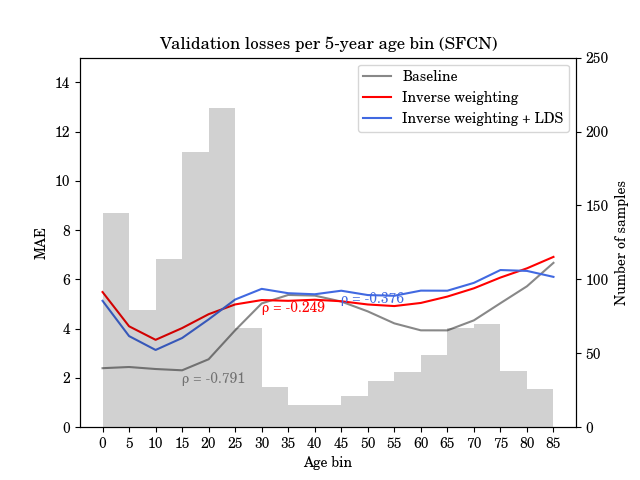 Validation losses per 5-year age bin (SFCN)
Baseline
Inverse weighting
Inverse weighting + LDS
MAE
14
12
10
8
6
4
2
0
250
200
150
100
50
0
Number of samples
ρ = -0.376
ρ = -0.249
ρ = -0.791
0 5 10 15 20 25 30 35 40 45 50 55 60 65 70 75 80 85
Age bin